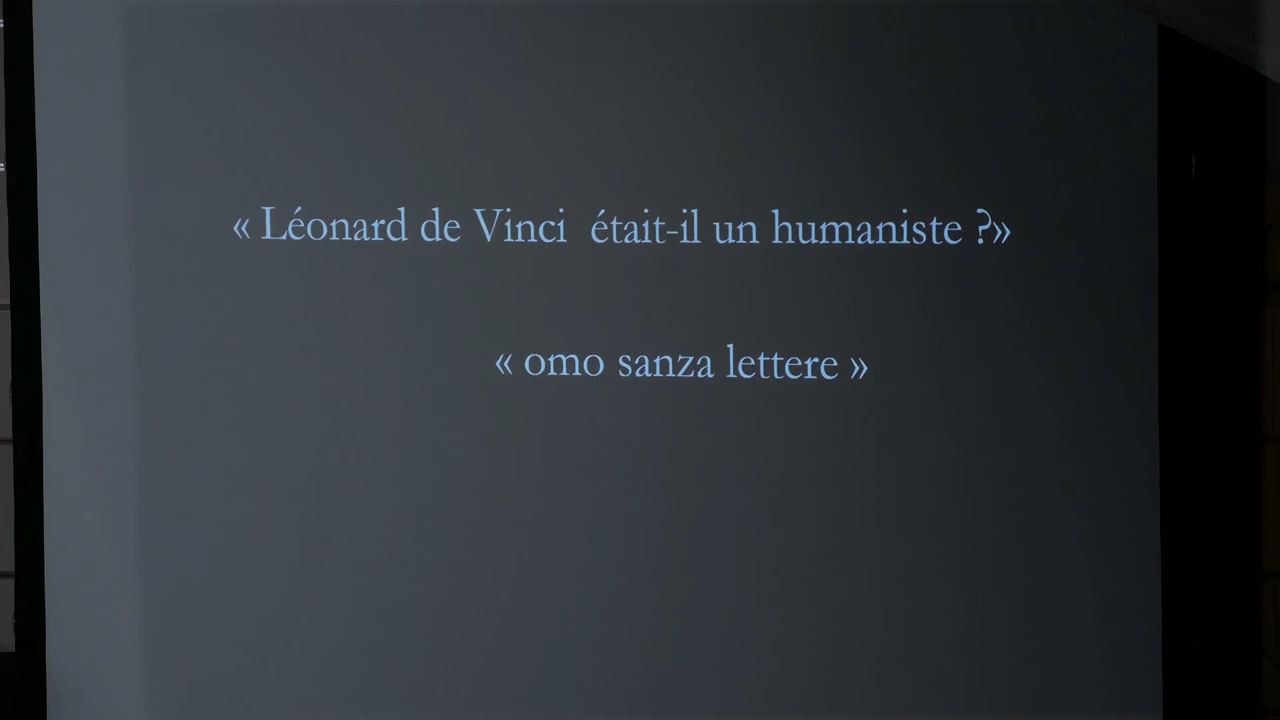 « Léonard de Vinci  était-il un humaniste ?»
« omo sanza lettere »